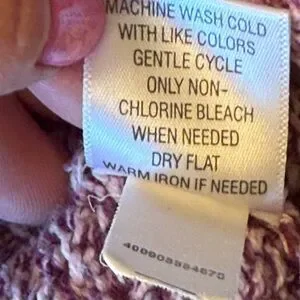 MACHINE WASH COLD
WITH LIKE COLORS
GENTLE CYCLE
ONLY NON-
CHLORINE BLEACH
WHEN NEEDED
DRY FLAT
WARM IRON IF NEEDED